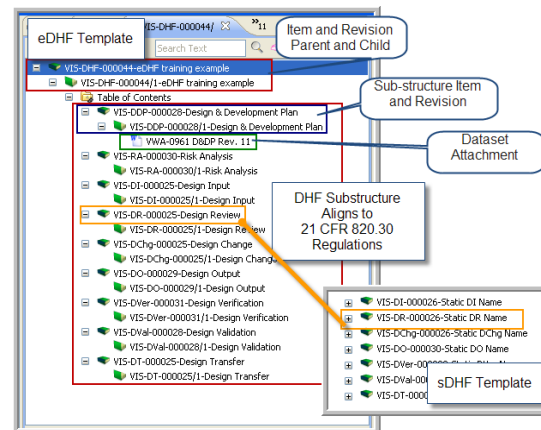 eDHF Template
VIS-DHF-000044/
11
Item and Revision
Parent and Child
Search Text
VIS-DHF-000044-eDHF training example
VIS-DHF-000044/1-eDHF training example
Table of Contents
VIS-DDP-000028-Design & Development Plan
VIS-DDP-000028/1-Design & Development Plan
VWA-0961 D&DP Rev. 11
VIS-RA-000030-Risk Analysis
VIS-RA-000030/1-Risk Analysis
VIS-DI-000025-Design Input
VIS-DI-000025/1-Design Input
VIS-DR-000025-Design Review
VIS-DR-000025/1-Design Review
VIS-DChg-000025-Design Change
VIS-DChg-000025/1-Design Chang
VIS-DO-000029-Design Output
VIS-DO-000029/1-Design Output
VIS-DVer-000031-Design Verification
VIS-DVer-000031/1-Design Verification
VIS-DVal-000028-Design Validation
VIS-DVal-000028/1-Design Validation
VIS-DT-000025-Design Transfer
VIS-DT-000025/1-Design Transfer
Sub-structure Item
and Revision
Dataset
Attachment
DHF Substructure
Aligns to
21 CFR 820.30
Regulations
VIS-DI-000026-Static DI Name
VIS-DR-000026-Static DR Name
VIS-DChg-000026-Static DChg Name
VIS-DO-000030-Static DO Name
VIS-DVal-00
VIS-DT-0000
sDHF Template